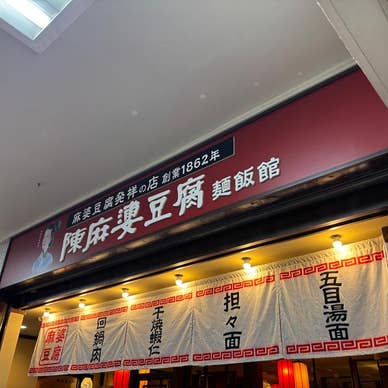 麻婆豆腐発祥の店 創業1862年
陳麻婆豆腐 麺飯館
麻婆豆腐
回鍋肉
干焼蝦仁
担々面
五目湯面